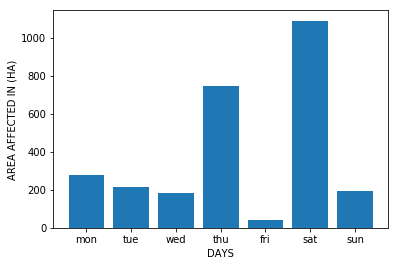 AREA AFFECTED IN (HA)
1000
800
600
400
200
0
mon tue wed thu fri sat sun
DAYS